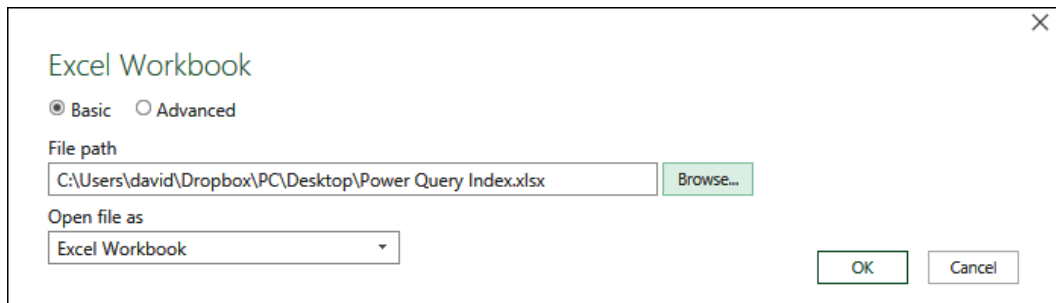 Excel Workbook
Basic Advanced
File path
C:\Users\david\Dropbox\PC\Desktop\Power Query Index.xlsx Browse...
Open file as
Excel Workbook
OK Cancel